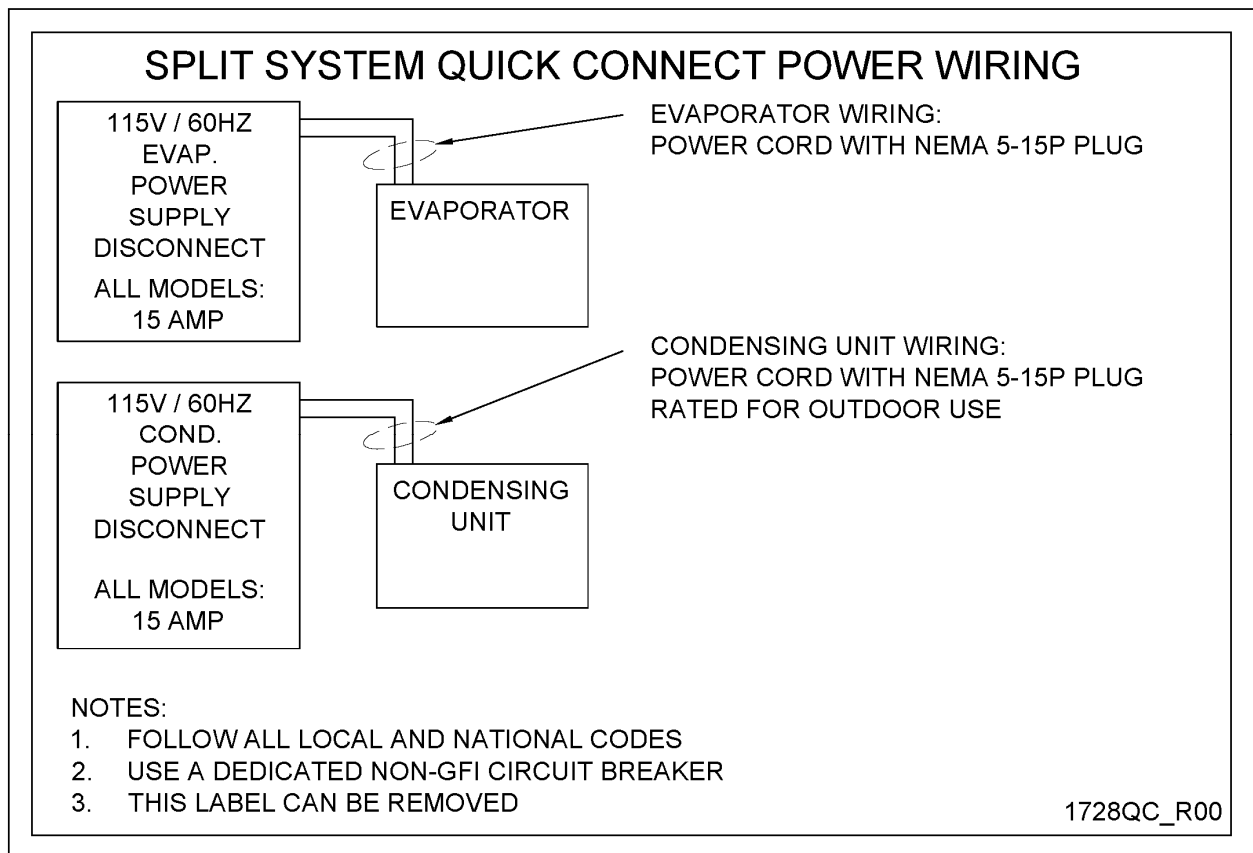 SPLIT SYSTEM QUICK CONNECT POWER WIRING
115V / 60HZ
EVAP.
POWER
SUPPLY
DISCONNECT
ALL MODELS:
15 AMP
EVAPORATOR
EVAPORATOR WIRING:
POWER CORD WITH NEMA 5-15P PLUG
115V / 60HZ
COND.
POWER
SUPPLY
DISCONNECT
ALL MODELS:
15 AMP
CONDENSING
UNIT
CONDENSING UNIT WIRING:
POWER CORD WITH NEMA 5-15P PLUG
RATED FOR OUTDOOR USE
NOTES:
1. FOLLOW ALL LOCAL AND NATIONAL CODES
2. USE A DEDICATED NON-GFI CIRCUIT BREAKER
3. THIS LABEL CAN BE REMOVED
1728QC_R00